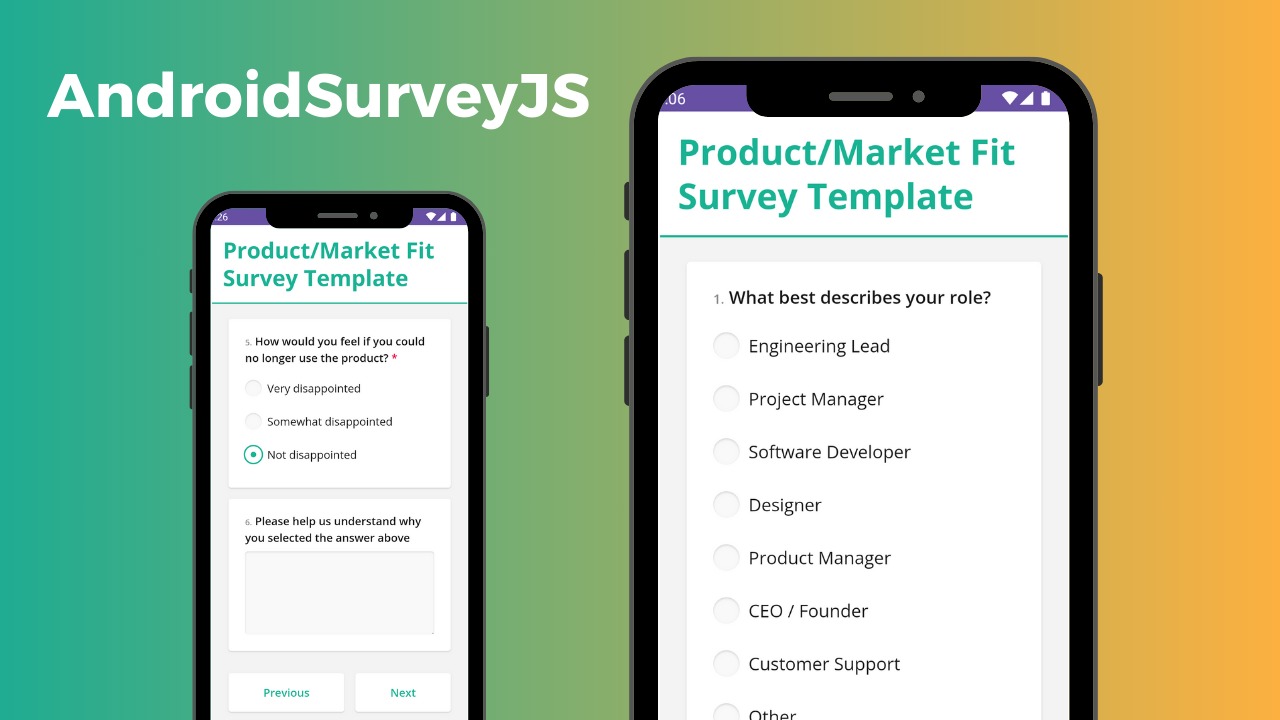 AndroidSurveyJS
:26
Product/Market Fit
Survey Template
5. How would you feel if you could
no longer use the product? *
Very disappointed
Somewhat disappointed
Not disappointed
6. Please help us understand why
you selected the answer above
Previous
Next
:06
Product/Market Fit
Survey Template
1. What best describes your role?
Engineering Lead
Project Manager
Software Developer
Designer
Product Manager
CEO / Founder
Customer Support
Other